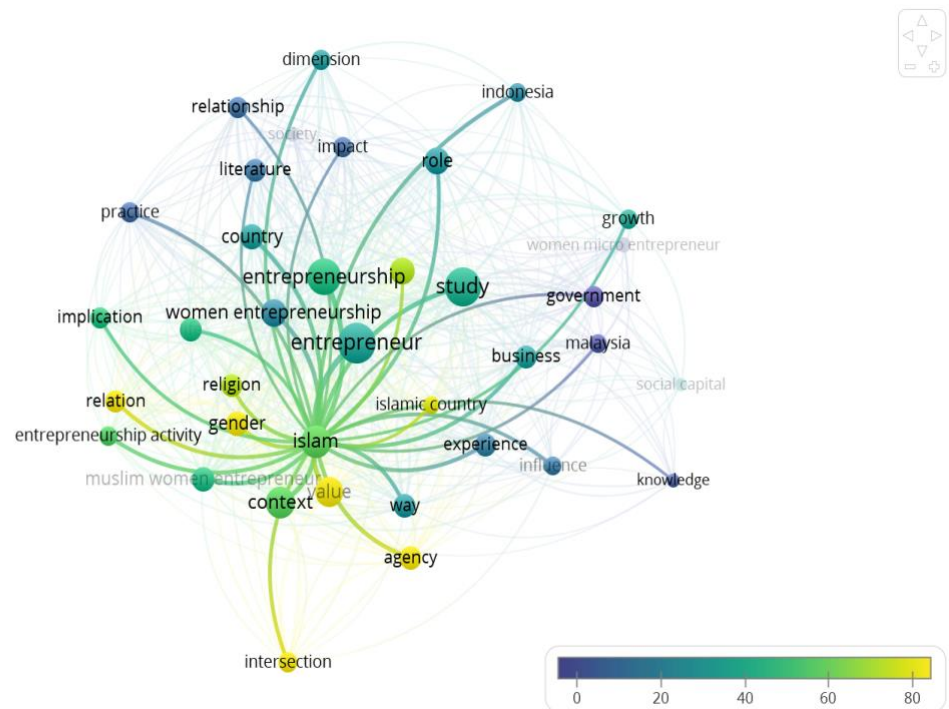 dimension
indonesia
relationship
society
impact
role
literature
practice
growth
country
women micro entrepreneur
entrepreneurship
study
government
implication
women entrepreneurship
entrepreneur
malaysia
business
religion
social capital
relation
islamic country
gender
entrepreneurship activity
islam
experience
influence
muslim women entrepreneur
knowledge
value
context
way
agency
intersection
0 20 40 60 80